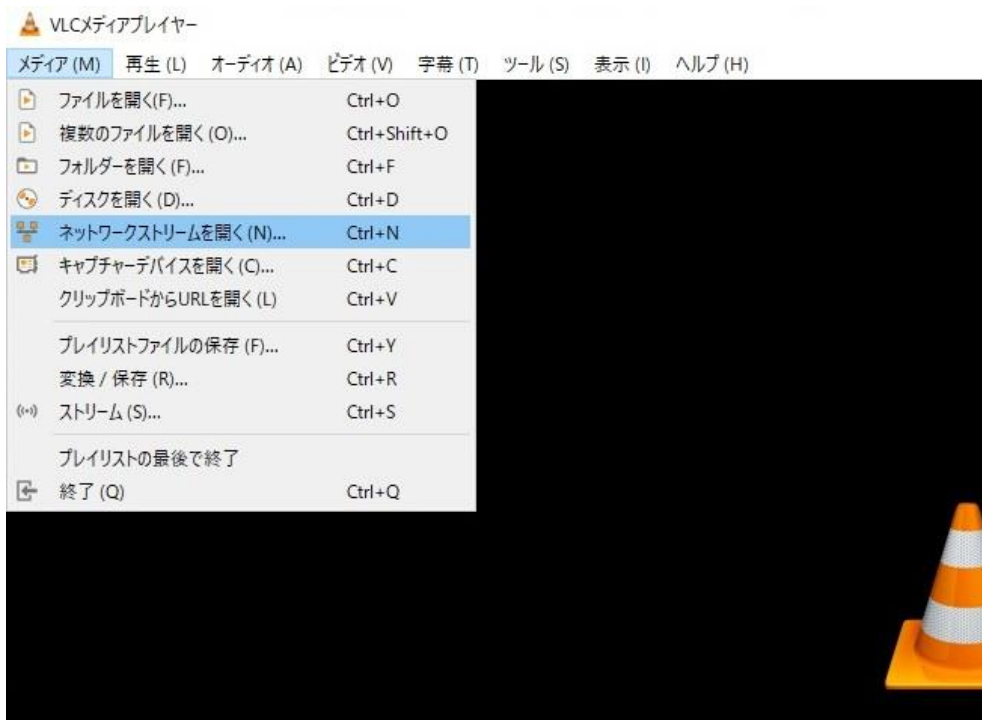 VLCメディアプレイヤー
メディア (M) 再生 (L) オーディオ (A) ビデオ (V) 字幕 (T) ツール (S) 表示 (I) ヘルプ (H)
ファイルを開く(F)... Ctrl+O
複数のファイルを開く (O)... Ctrl+Shift+O
フォルダーを開く (F)... Ctrl+F
ディスクを開く (D)... Ctrl+D
ネットワークストリームを開く (N)... Ctrl+N
キャプチャーデバイスを開く (C)... Ctrl+C
クリップボードからURLを開く (L) Ctrl+V
プレイリストファイルの保存 (F)... Ctrl+Y
変換 / 保存 (R)... Ctrl+R
ストリーム (S)... Ctrl+S
プレイリストの最後で終了
終了 (Q) Ctrl+Q